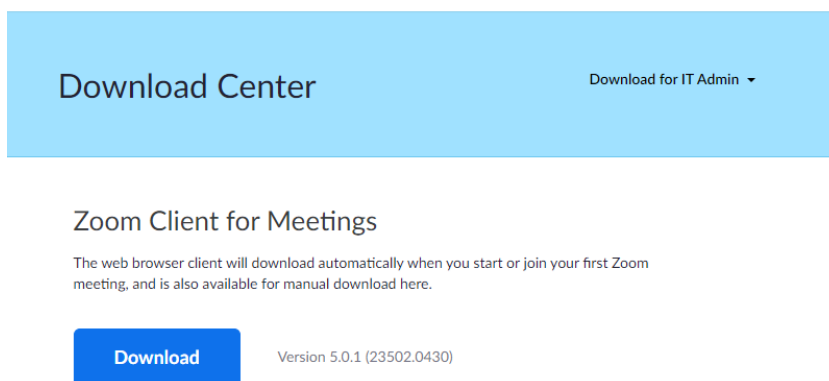 Download Center
Download for IT Admin
Zoom Client for Meetings
The web browser client will download automatically when you start or join your first Zoom
meeting, and is also available for manual download here.
Download
Version 5.0.1 (23502.0430)